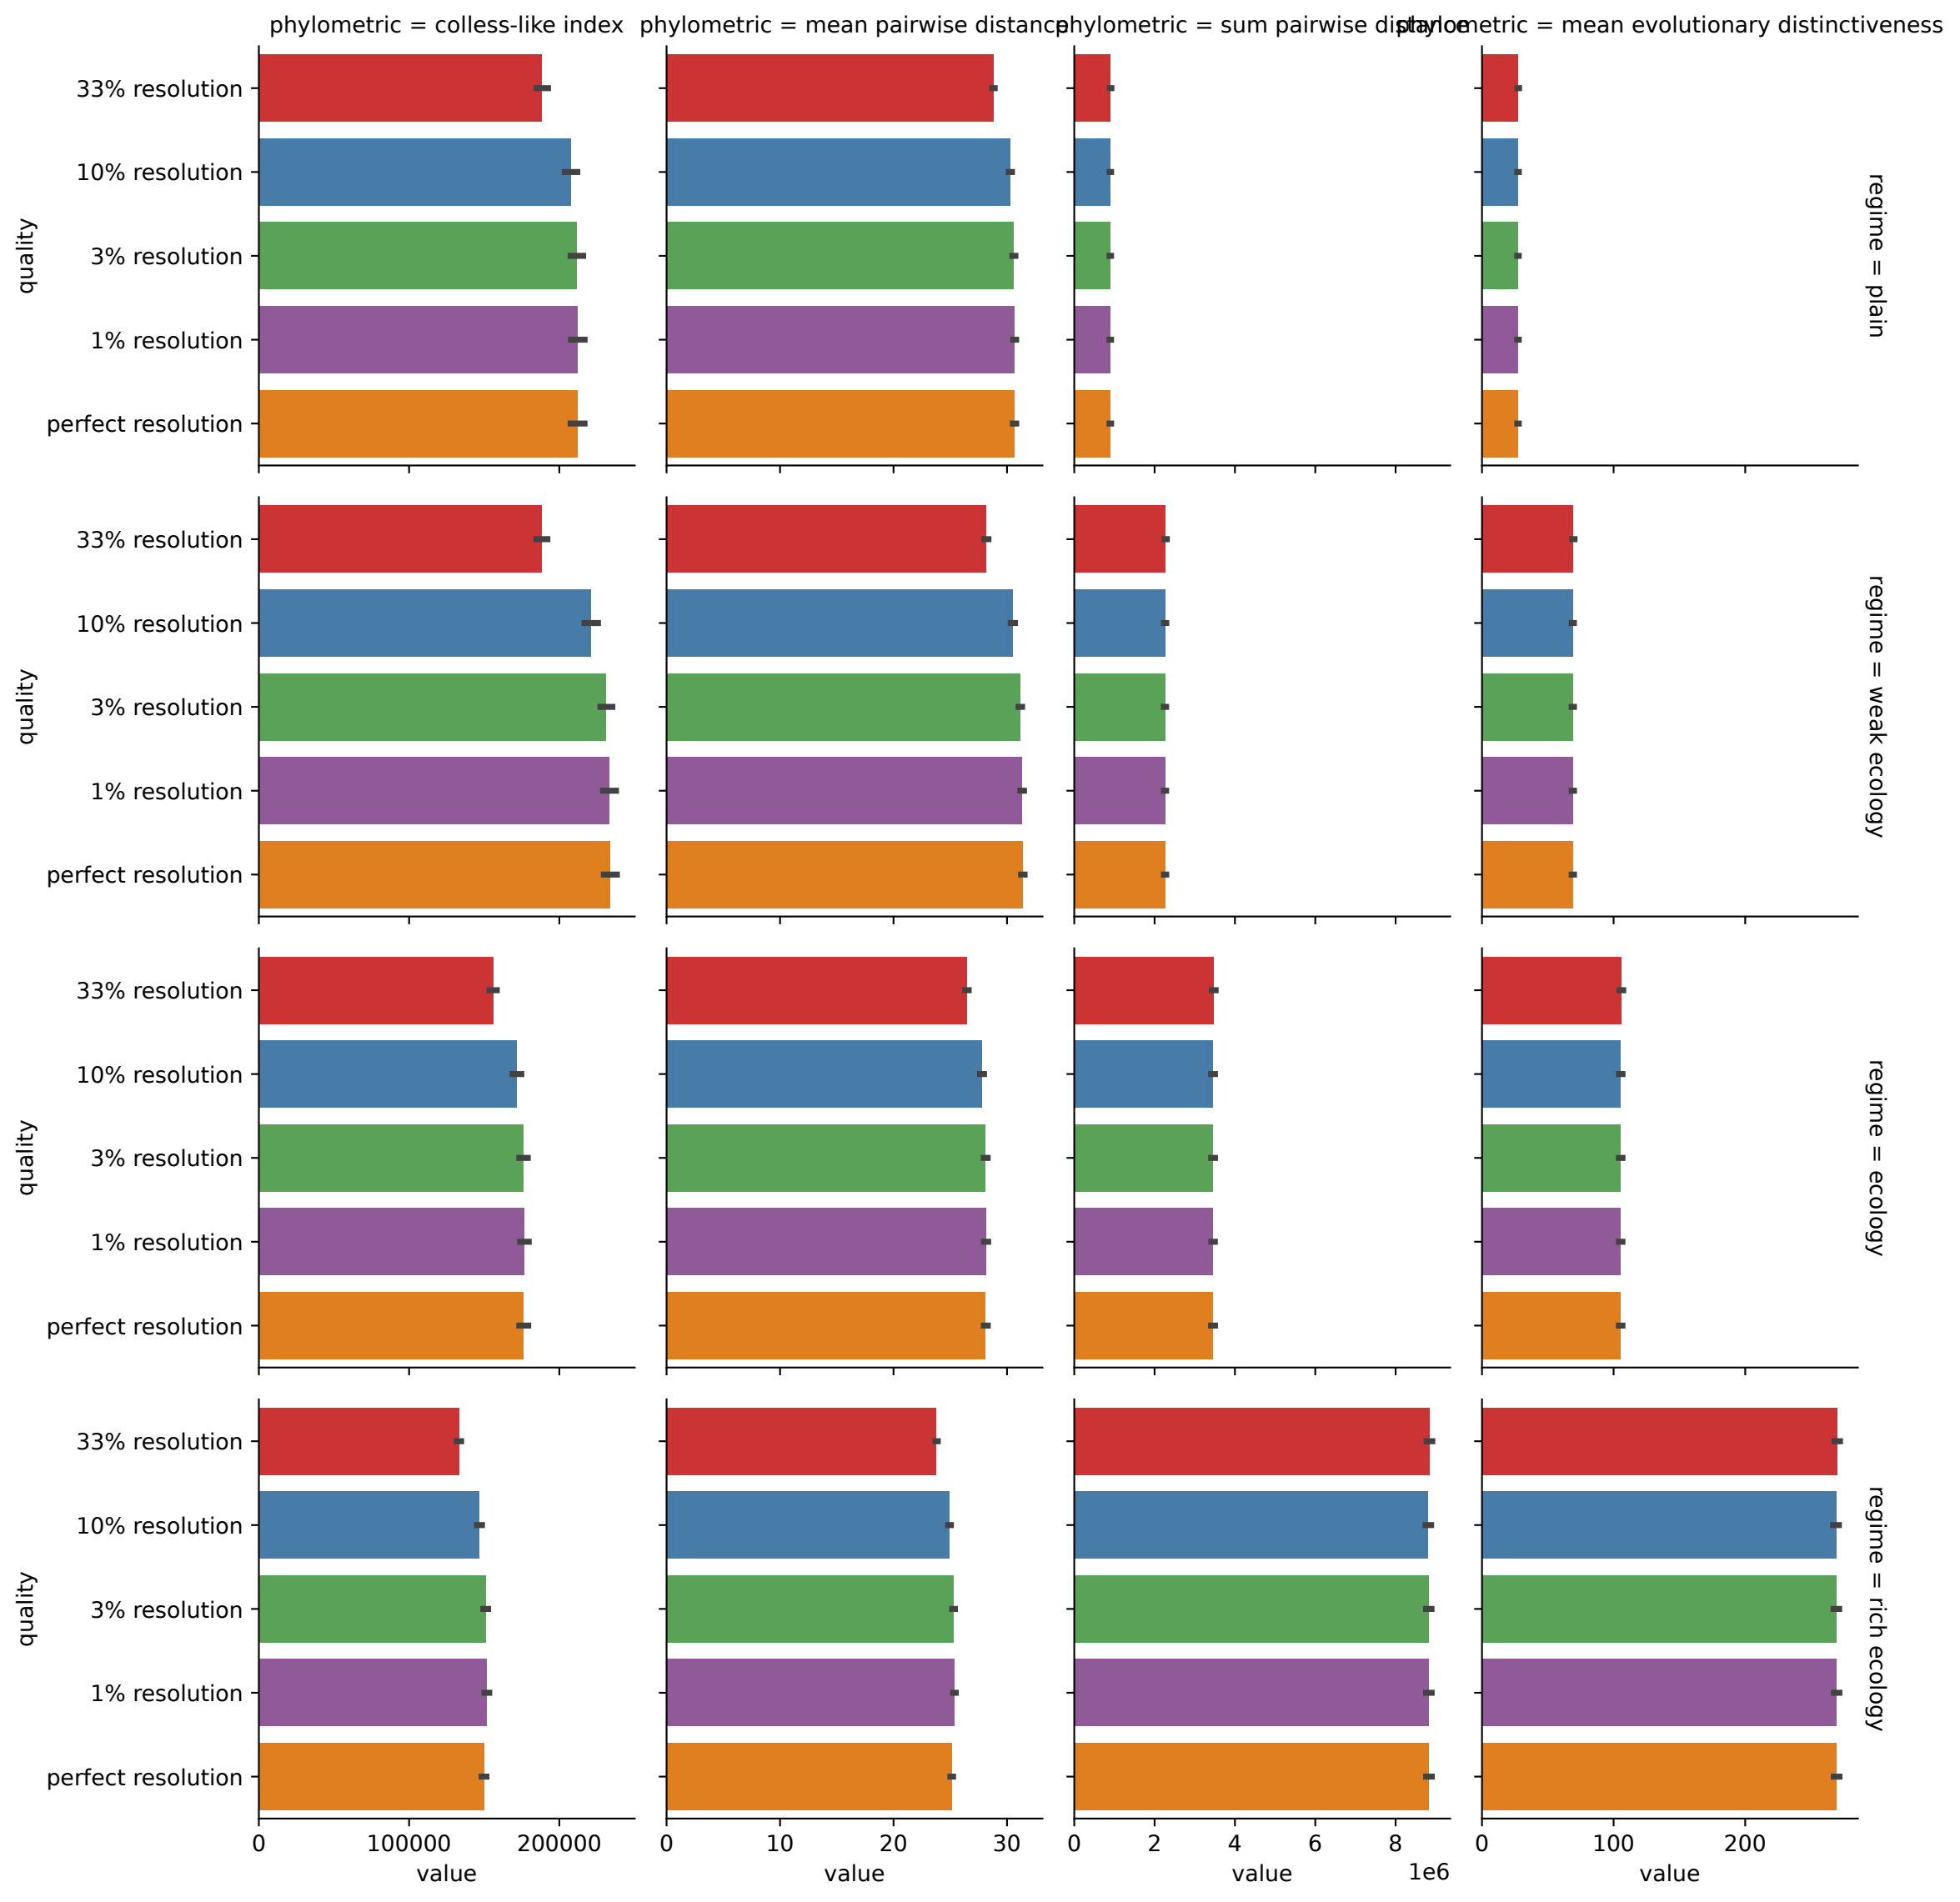 phylometric = colless-like index
phylometric = mean pairwise distance
phylometric = sum pairwise distance
phylometric = mean evolutionary distinctiveness
quality
33% resolution
10% resolution
3% resolution
1% resolution
perfect resolution
regime = plain
quality
33% resolution
10% resolution
3% resolution
1% resolution
perfect resolution
regime = weak ecology
quality
33% resolution
10% resolution
3% resolution
1% resolution
perfect resolution
regime = ecology
quality
33% resolution
10% resolution
3% resolution
1% resolution
perfect resolution
regime = rich ecology
0 100000 200000
0 10 20 30
0 2 4 6 8
0 100 200
1e6
value
value
value
value